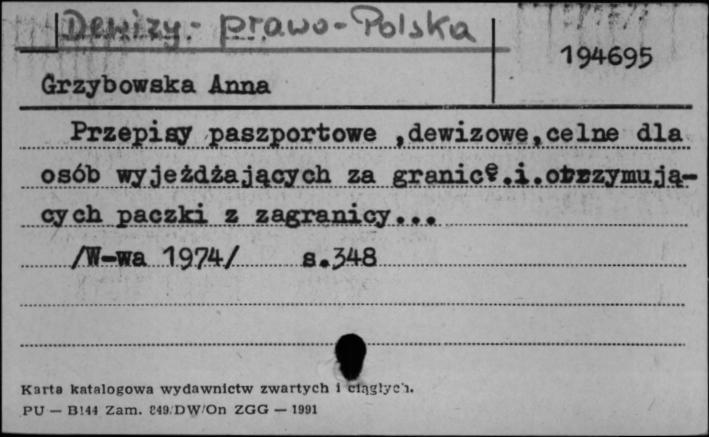 Dewizy - prawo - Polska
194695
Grzybowska Anna
Przepisy paszportowe ,dewizowe,celne dla
osób wyjeżdżających za granicę.i.otrzymują-
cych paczki z zagranicy...
/W-wa 1974/ s.348
Karta katalogowa wydawnictw zwartych i ciągłych.
PU — B144 Zam. 849/DW/On ZGG — 1991